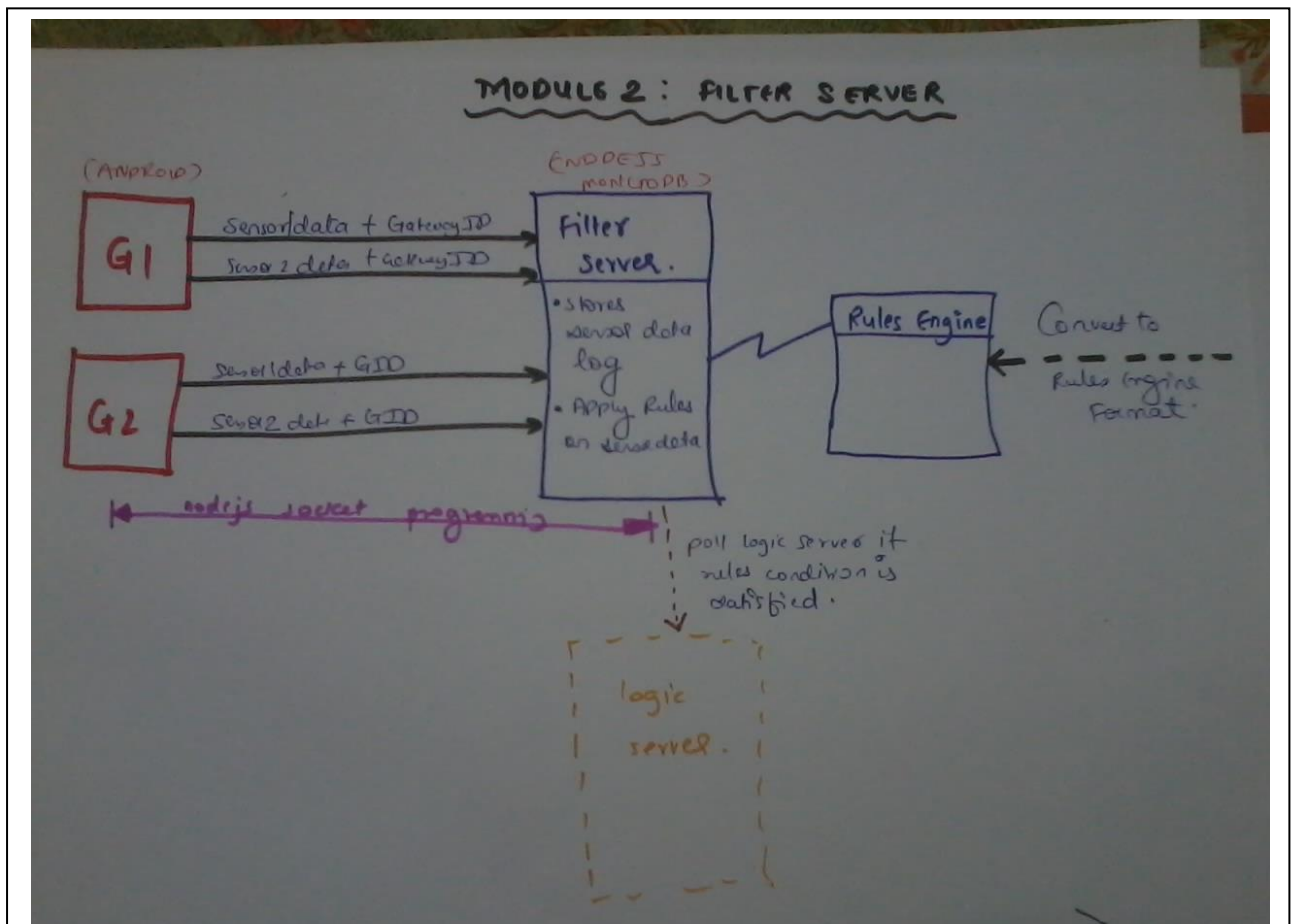 MODULE 2: FILTER SERVER
(ANDROID)
G1
sensor1data + GatewayID
sensor2 data + GatewayID
G2
sensor1data + GID
sensor2 data + GID
nodejs socket programming
(NODEJS
MONGODB)
Filter
server.
• stores
sensor data
log
• Apply Rules
on sensordata
Rules Engine
Convert to
Rules Engine
Format.
poll logic server if
rules condition is
satisfied.
logic
server.